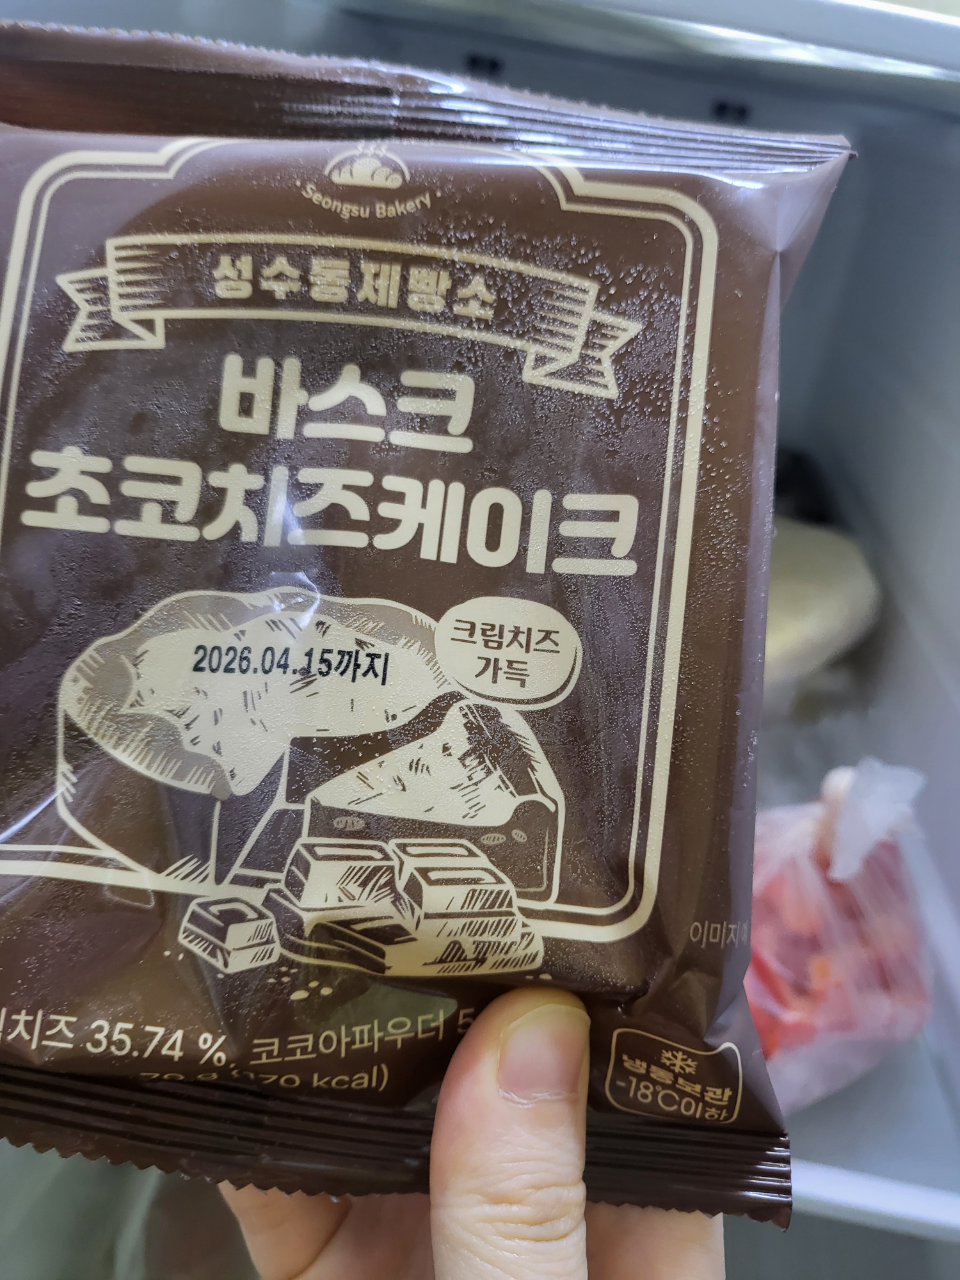 Seongsu Bakery
성수동제빵소
바스크
초코치즈케이크
크림치즈
가득
2026.04.15까지
이미지
치즈 35.74 %, 코코아파우더 5
kcal)
냉동보관
-18℃이하